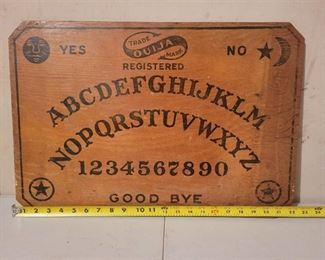 YES
TRADE
OUIJA
MARK
NO
REGISTERED
ABCDEFGHIJKLM
NOPQRSTUVWXYZ
1234567890
GOOD BYE